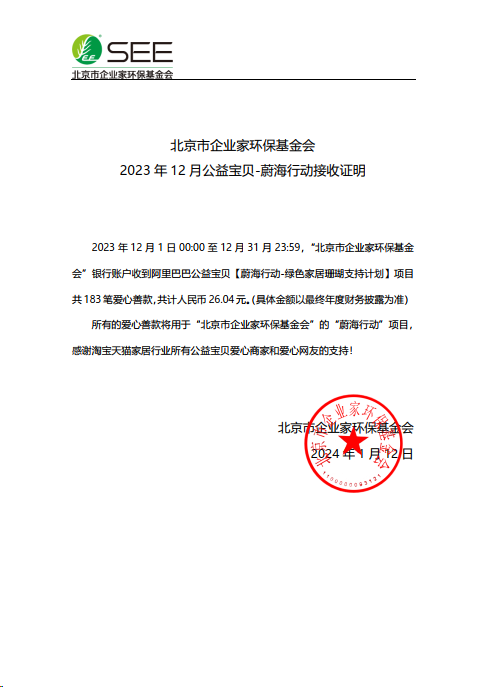 SEE
北京市企业家环保基金会
北京市企业家环保基金会
2023 年 12 月公益宝贝-蔚海行动接收证明
2023 年 12 月 1 日 00:00 至 12 月 31 月 23:59，“北京市企业家环保基金
会”银行账户收到阿里巴巴公益宝贝【蔚海行动-绿色家居珊瑚支持计划】项目
共 183 笔爱心善款，共计人民币 26.04 元。（具体金额以最终年度财务披露为准）
所有的爱心善款将用于“北京市企业家环保基金会”的“蔚海行动”项目，
感谢淘宝天猫家居行业所有公益宝贝爱心商家和爱心网友的支持！
北京市企业家环保基金会
2024 年 1 月 12 日
北京市企业家环保基金会